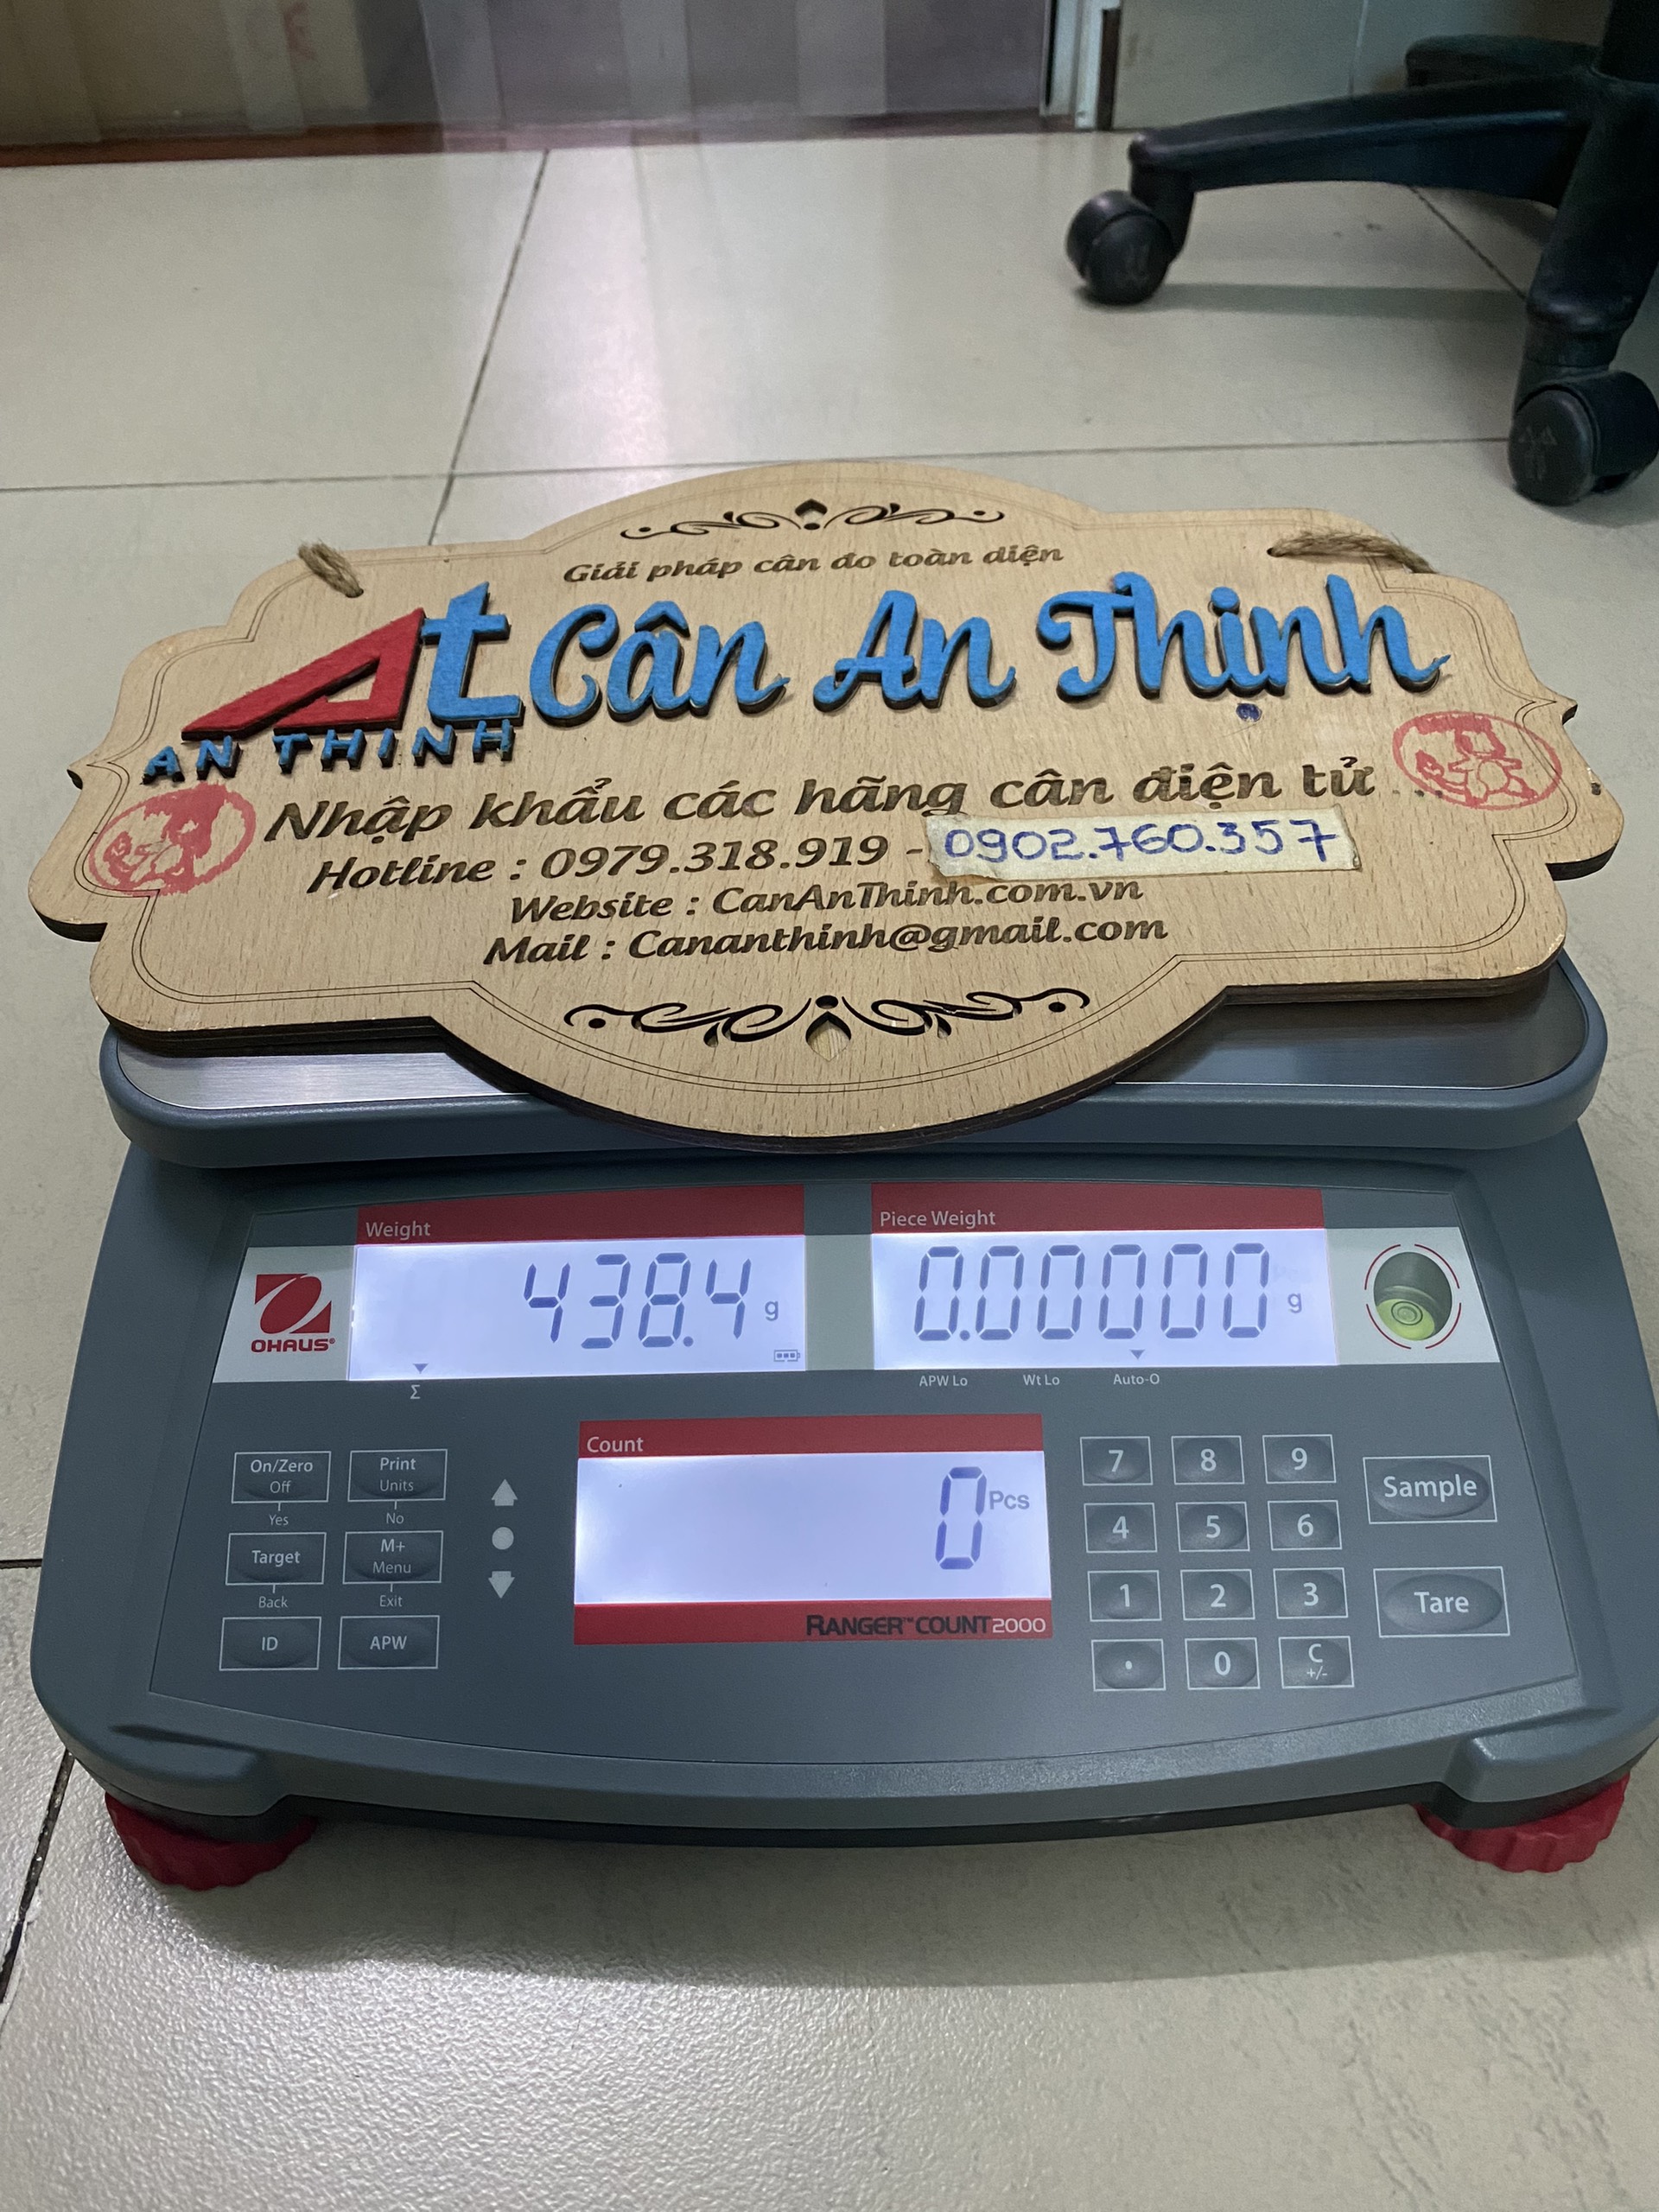 Giải pháp cân đo toàn diện
At Cân An Thịnh
AN THINH
Nhập khẩu các hãng cân điện tử ...
Hotline : 0979.318.919 - 0902.760.357
Website : CanAnThinh.com.vn
Mail : Cananthinh@gmail.com
Weight
438.4 g
Piece Weight
0.00000 g
OHAUS®
Σ
APW Lo Wt Lo Auto-0
Count
0 Pcs
RANGER™COUNT2000
On/Zero
Off
Yes
Print
Units
No
Target
Back
M+
Menu
Exit
ID
APW
7 8 9
4 5 6
1 2 3
. 0 C
+/-
Sample
Tare